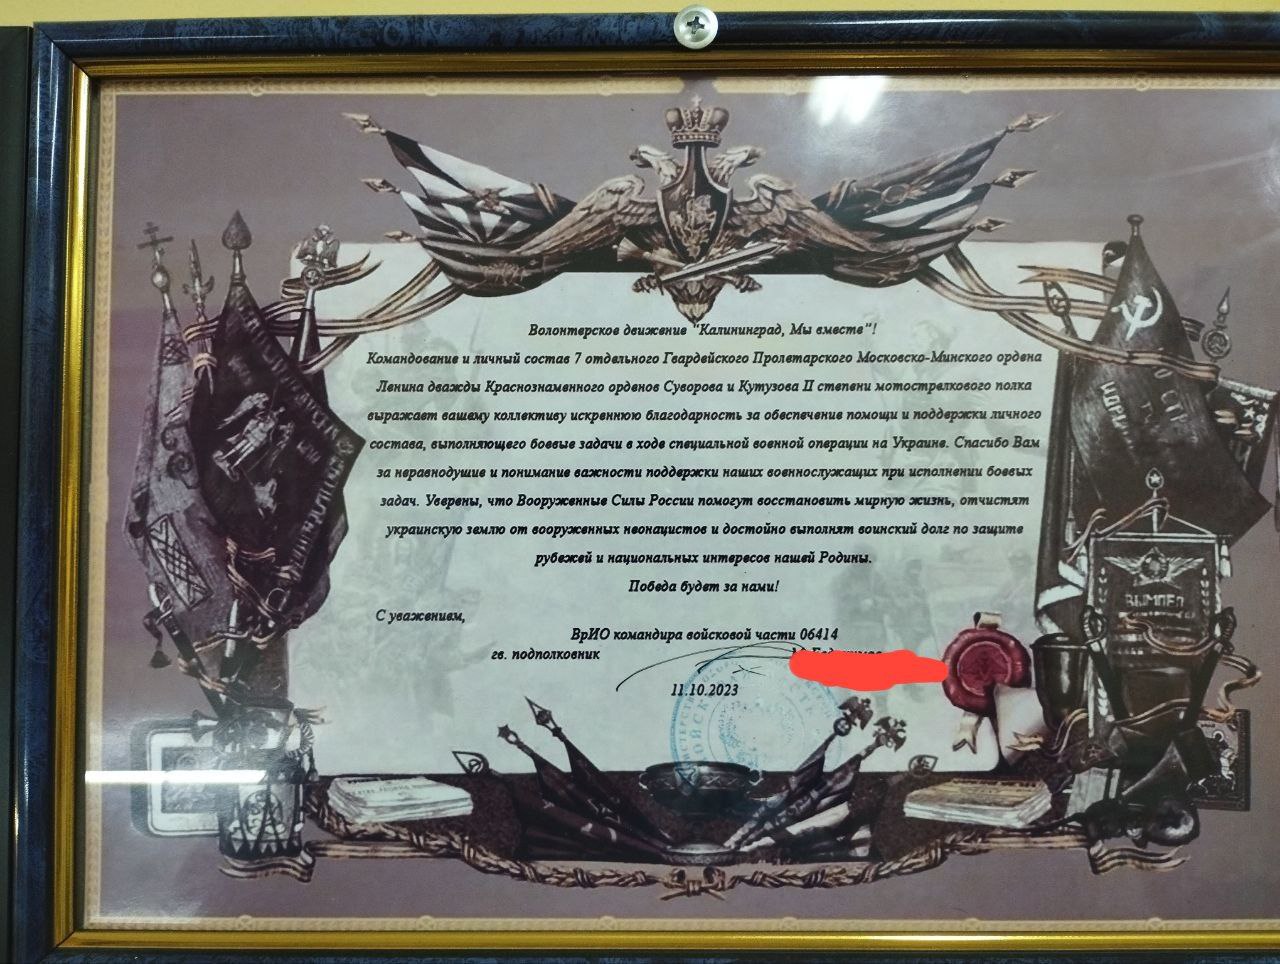 Волонтерское движение "Калининград, Мы вместе"!
Командование и личный состав 7 отдельного Гвардейского Пролетарского Московско-Минского ордена
Ленина дважды Краснознаменного орденов Суворова и Кутузова II степени мотострелкового полка
выражает вашему коллективу искреннюю благодарность за обеспечение помощи и поддержки личного
состава, выполняющего боевые задачи в ходе специальной военной операции на Украине. Спасибо Вам
за неравнодушие и понимание важности поддержки наших военнослужащих при исполнении боевых
задач. Уверены, что Вооруженные Силы России помогут восстановить мирную жизнь, отчистят
украинскую землю от вооруженных неонацистов и достойно выполнят воинский долг по защите
рубежей и национальных интересов нашей Родины.
Победа будет за нами!
С уважением,
ВрИО командира войсковой части 06414
гв. подполковник
11.10.2023
ВЫМПЕЛ